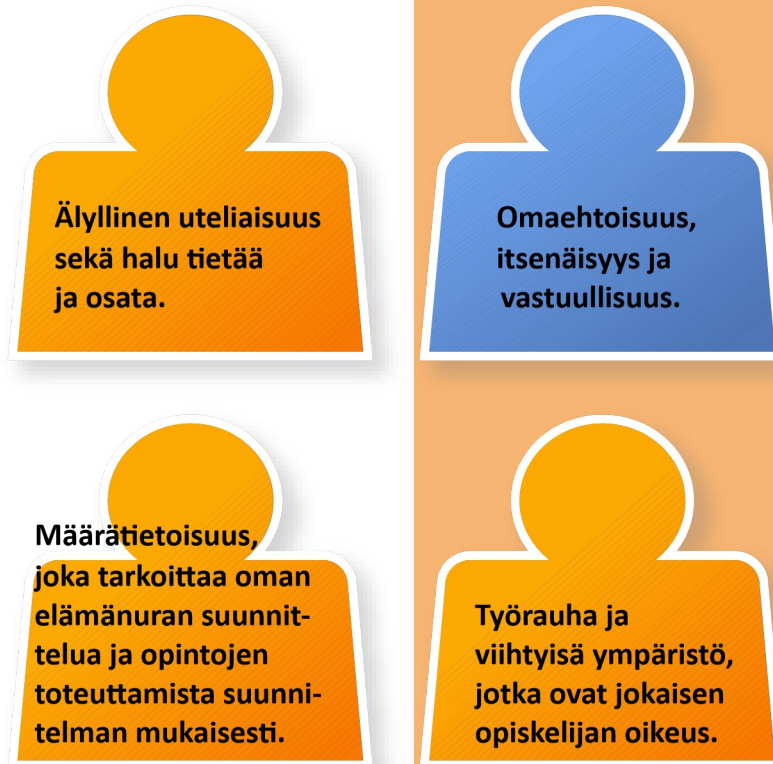 Älyllinen uteliaisuus
sekä halu tietää
ja osata.
Omaehtoisuus,
itsenäisyys ja
vastuullisuus.
Määrätietoisuus,
joka tarkoittaa oman
elämänuran suunnit-
telua ja opintojen
toteuttamista suunni-
telman mukaisesti.
Työrauha ja
viihtyisä ympäristö,
jotka ovat jokaisen
opiskelijan oikeus.